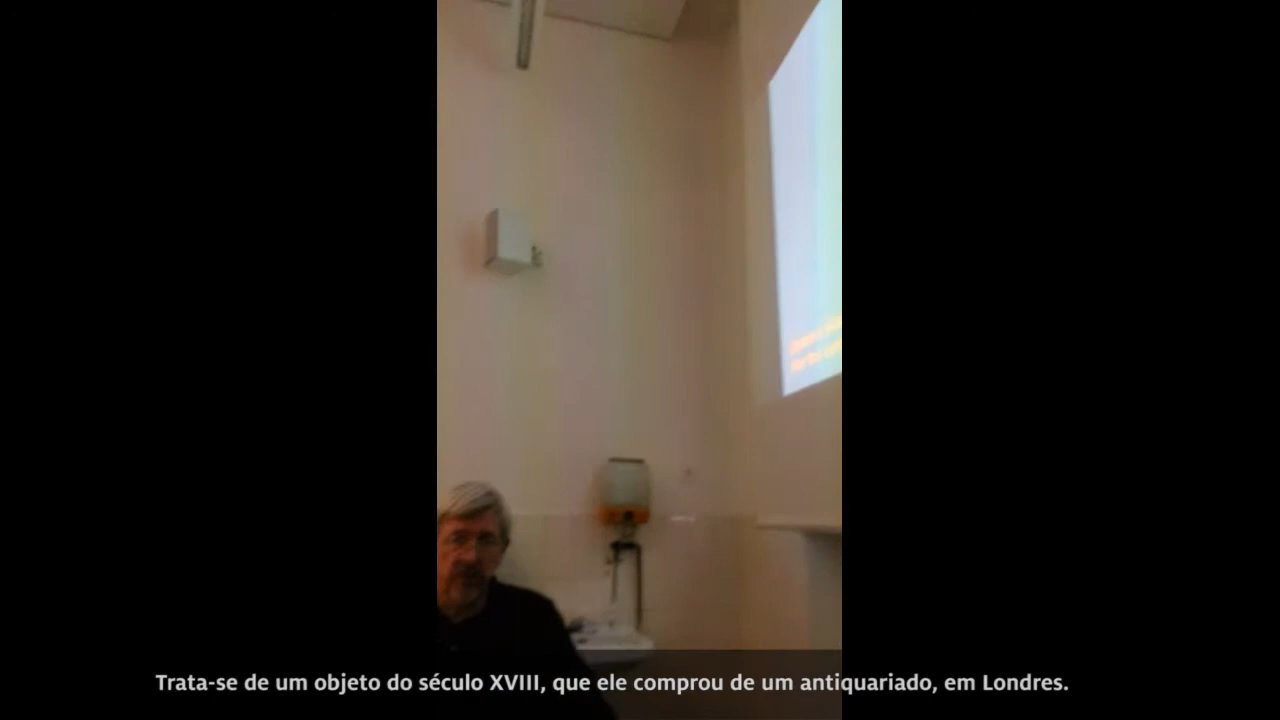 Trata-se de um objeto do século XVIII, que ele comprou de um antiquariado, em Londres.